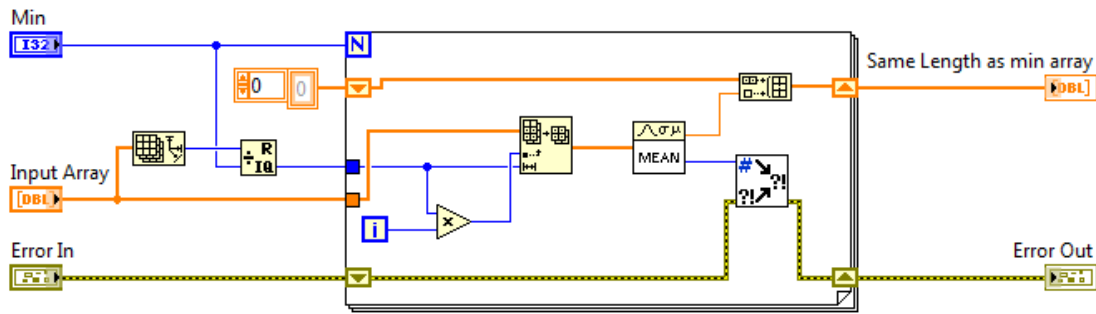 Min
I32
N
Same Length as min array
0
0
DBL]
R
IQ
MEAN
Input Array
[DBL
#
?!
?!
i
x
Error In
Error Out
σμ